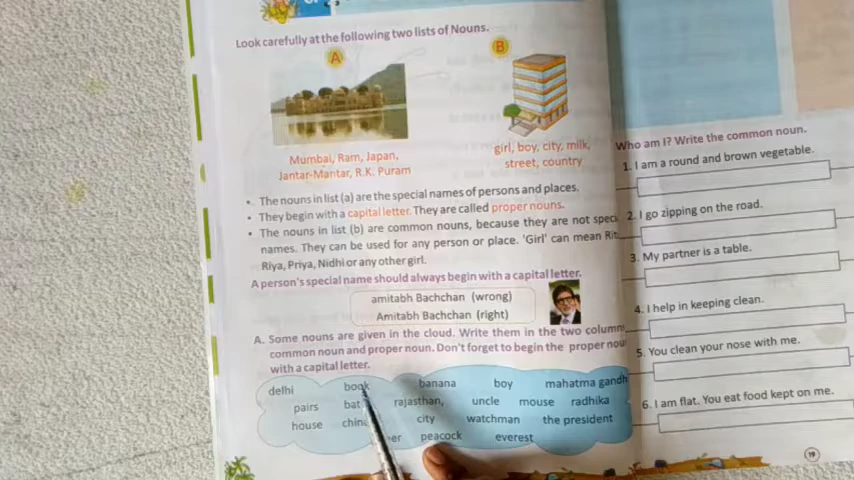 Look carefully at the following two lists of Nouns.
A
B
Mumbai, Ram, Japan,
Jantar-Mantar, R.K. Puram
girl, boy, city, milk,
street, country
• The nouns in list (a) are the special names of persons and places.
• They begin with a capital letter. They are called proper nouns.
• The nouns in list (b) are common nouns, because they are not
names. They can be used for any person or place. 'Girl' can mean
Riya, Priya, Nidhi or any other girl.
A person's special name should always begin with a capital letter.
amitabh Bachchan (wrong)
Amitabh Bachchan (right)
A. Some nouns are given in the cloud. Write them in the two
common noun and proper noun. Don't forget to begin the proper
with a capital letter.
delhi book banana boy mahatma
pairs bat rajasthan, uncle mouse radhika
house city watchman the president
peacock everest
Who am I? Write the common noun.
1. I am a round and brown vegetable.
2. I go zipping on the road.
3. My partner is a table.
4. I help in keeping clean.
5. You clean your nose with me.
6. I am flat. You eat food kept on me.
19